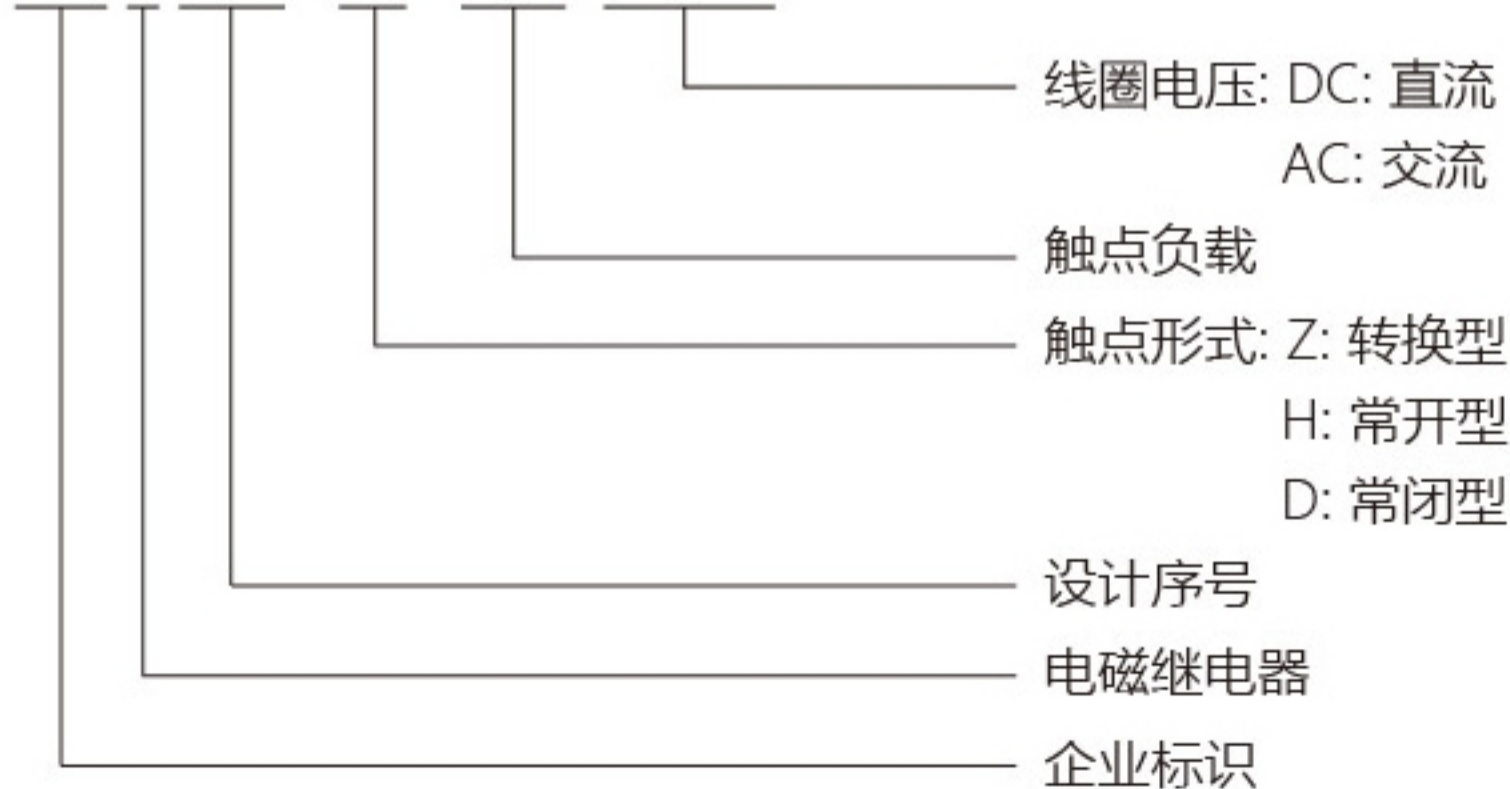 线圈电压: DC: 直流
AC: 交流
触点负载
触点形式: Z: 转换型
H: 常开型
D: 常闭型
设计序号
电磁继电器
企业标识